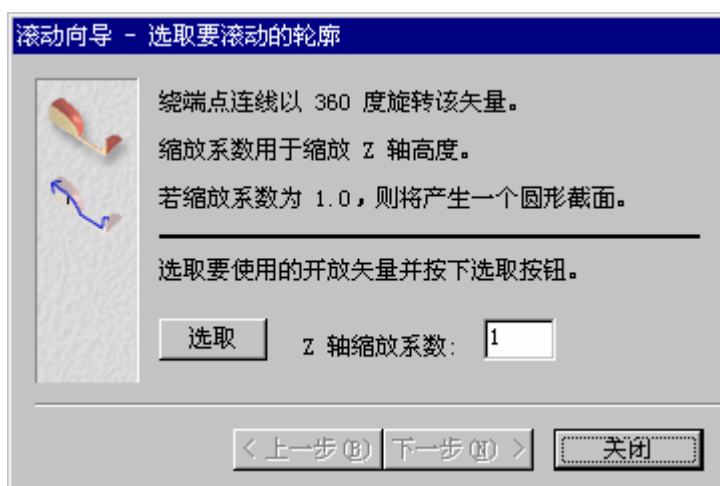 滚动向导 - 选取要滚动的轮廓
绕端点连线以 360 度旋转该矢量。
缩放系数用于缩放 Z 轴高度。
若缩放系数为 1.0，则将产生一个圆形截面。
选取要使用的开放矢量并按下选取按钮。
选取 Z 轴缩放系数: 1
< 上一步(B) 下一步(N) > 关闭